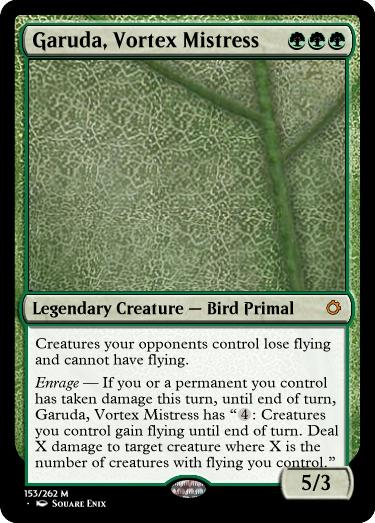 Garuda, Vortex Mistress
Legendary Creature — Bird Primal
Creatures your opponents control lose flying
and cannot have flying.
Enrage — If you or a permanent you control
has taken damage this turn, until end of turn,
Garuda, Vortex Mistress has “4: Creatures
you control gain flying until end of turn. Deal
X damage to target creature where X is the
number of creatures with flying you control.”
5/3
153/262 M
· Square Enix